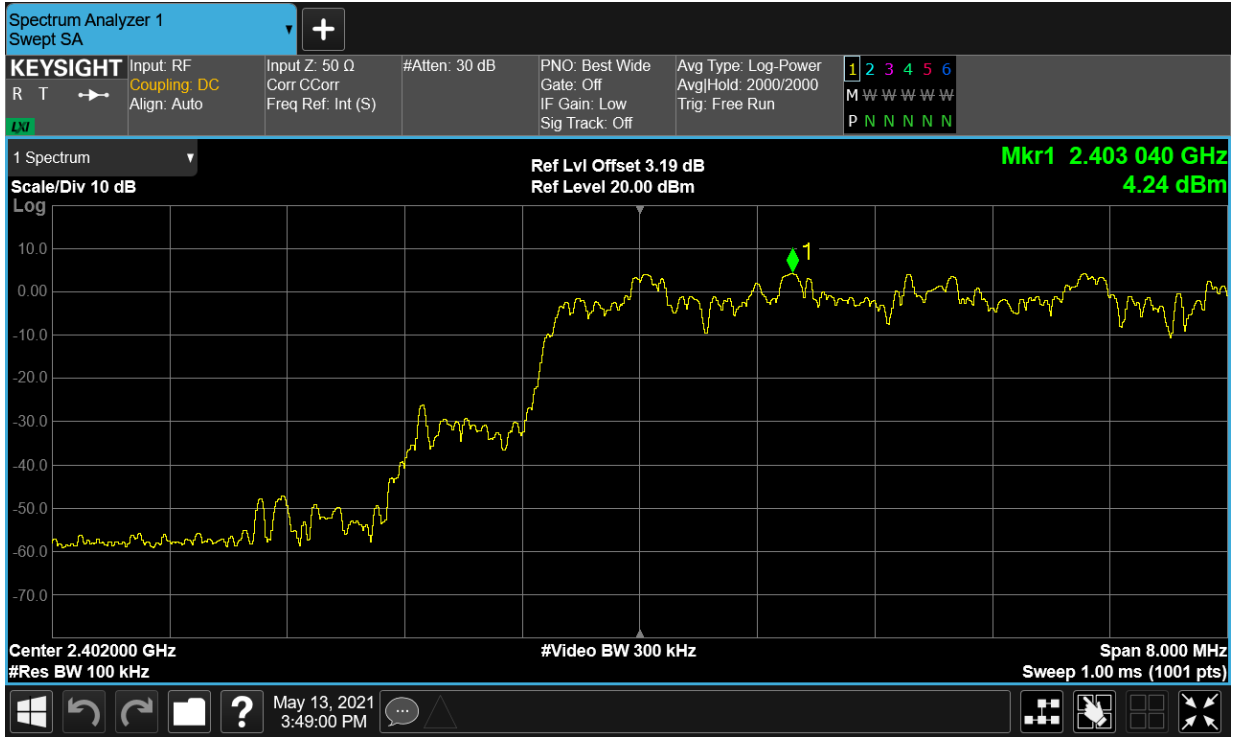 Spectrum Analyzer 1
Swept SA
KEYSIGHT
R T
LXI
Input: RF
Coupling: DC
Align: Auto
Input Z: 50 Ω
Corr CCorr
Freq Ref: Int (S)
#Atten: 30 dB
PNO: Best Wide
Gate: Off
IF Gain: Low
Sig Track: Off
Avg Type: Log-Power
Avg|Hold: 2000/2000
Trig: Free Run
1 2 3 4 5 6
M W W W W W
P N N N N N
1 Spectrum
Scale/Div 10 dB
Log
Ref Lvl Offset 3.19 dB
Ref Level 20.00 dBm
Mkr1 2.403 040 GHz
4.24 dBm
1
10.0
0.00
-10.0
-20.0
-30.0
-40.0
-50.0
-60.0
-70.0
Center 2.402000 GHz
#Video BW 300 kHz
Span 8.000 MHz
#Res BW 100 kHz
Sweep 1.00 ms (1001 pts)
?
May 13, 2021
3:49:00 PM